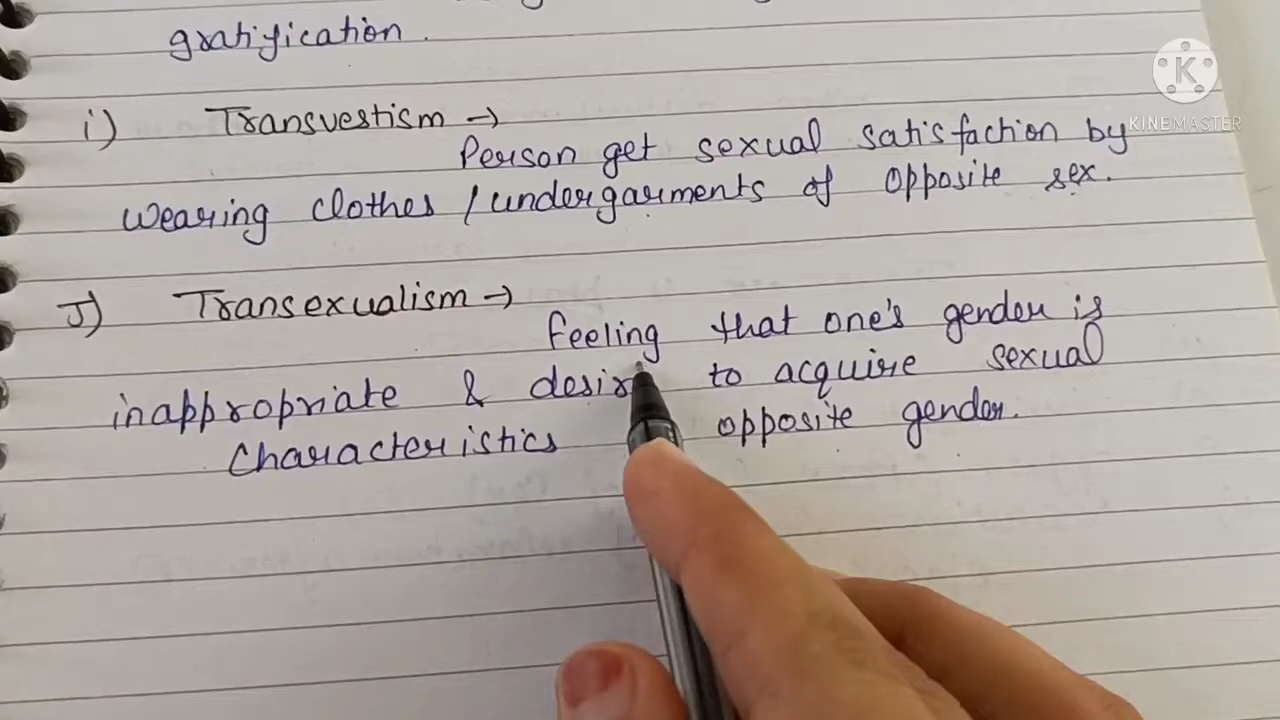 gratification.
i) Transvestism →
Person get sexual satisfaction by
wearing clothes / undergarments of opposite sex.
J) Transexualism →
feeling that one's gender is
inappropriate & desire to acquire sexual
characteristics opposite gender.
K
KINEMASTER